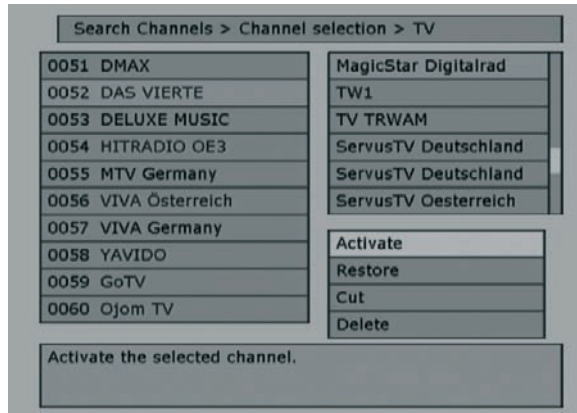 Search Channels > Channel selection > TV
0051 DMAX
0052 DAS VIERTE
0053 DELUXE MUSIC
0054 HITRADIO OE3
0055 MTV Germany
0056 VIVA Österreich
0057 VIVA Germany
0058 YAVIDO
0059 GoTV
0060 Ojom TV
MagicStar Digitalrad
TW1
TV TRWAM
ServusTV Deutschland
ServusTV Deutschland
ServusTV Oesterreich
Activate
Restore
Cut
Delete
Activate the selected channel.